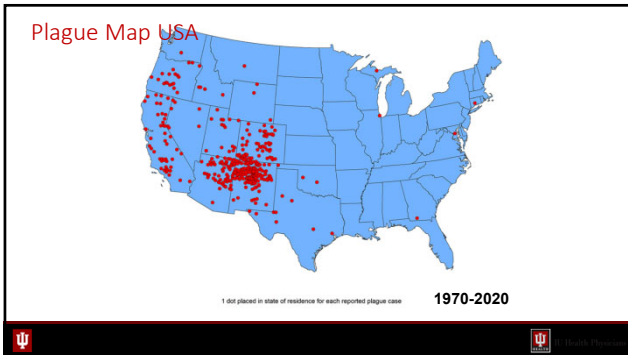 Plague Map USA
1 dot placed in state of residence for each reported plague case
1970-2020
IU Health Physicians